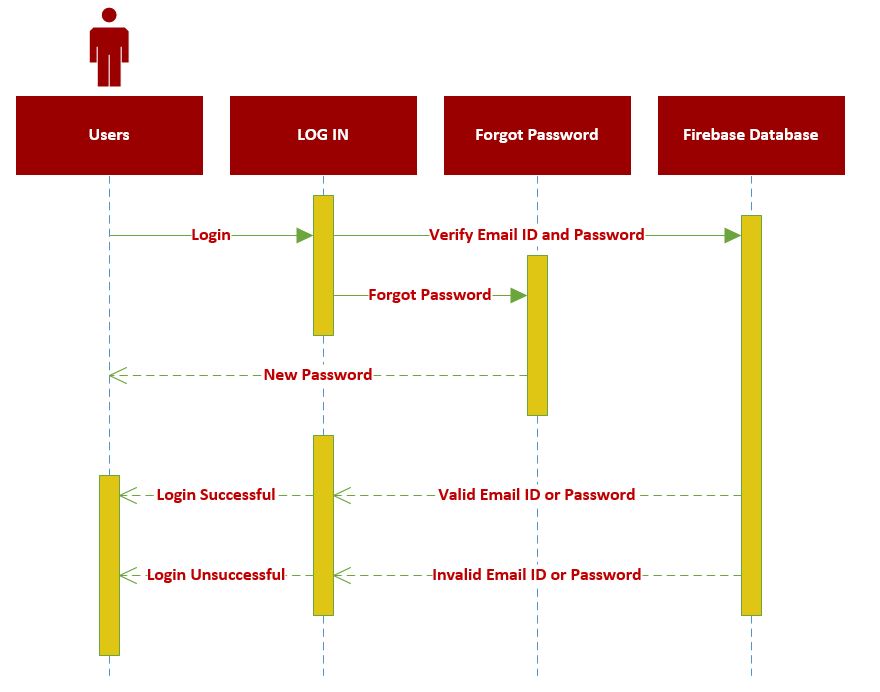 Users
LOG IN
Forgot Password
Firebase Database
Login
Verify Email ID and Password
Forgot Password
New Password
Login Successful
Valid Email ID or Password
Login Unsuccessful
Invalid Email ID or Password